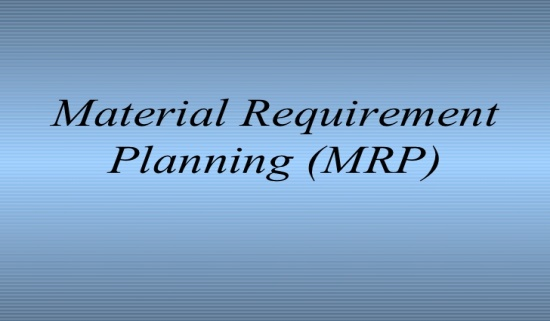 Material Requirement
Planning (MRP)